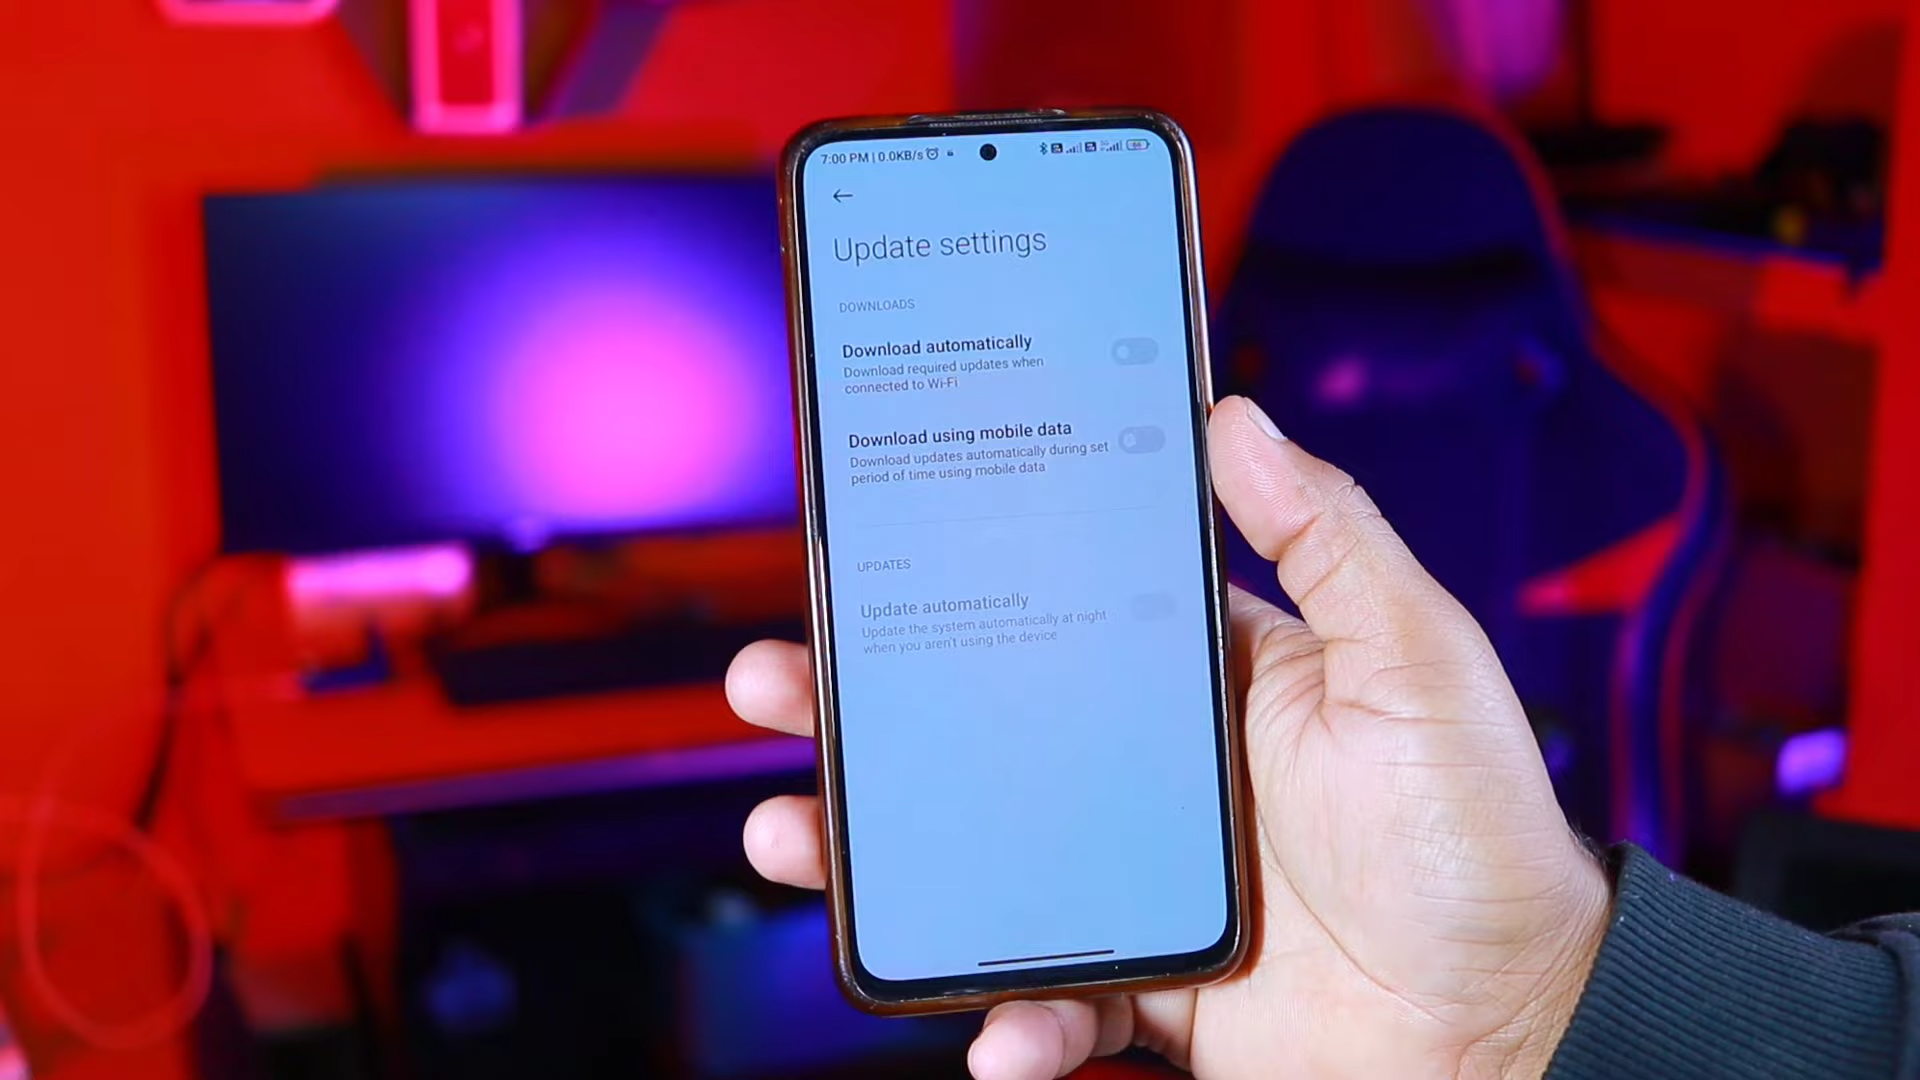 7:00 PM | 0.0KB/s
Update settings
DOWNLOADS
Download automatically
Download required updates when
connected to Wi-Fi
Download using mobile data
Download updates automatically during set
period of time using mobile data
UPDATES
Update automatically
Update the system automatically at night
when you aren't using the device